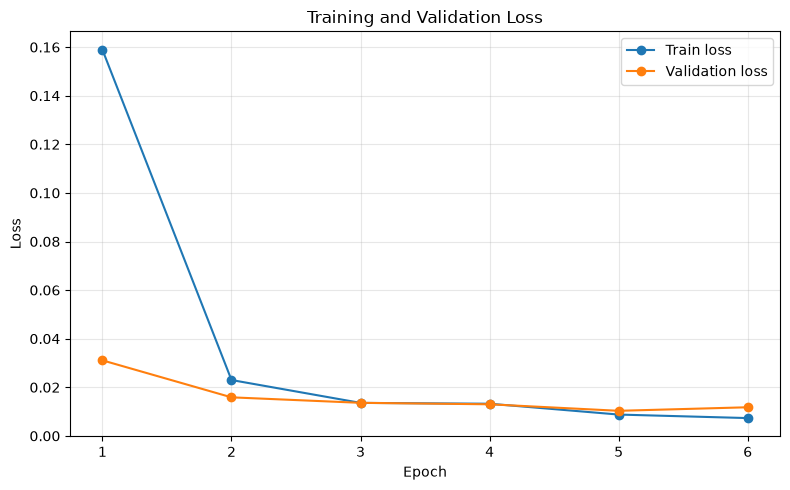 Training and Validation Loss
Train loss
Validation loss
0.16
0.14
0.12
0.10
0.08
0.06
0.04
0.02
0.00
Loss
1 2 3 4 5 6
Epoch